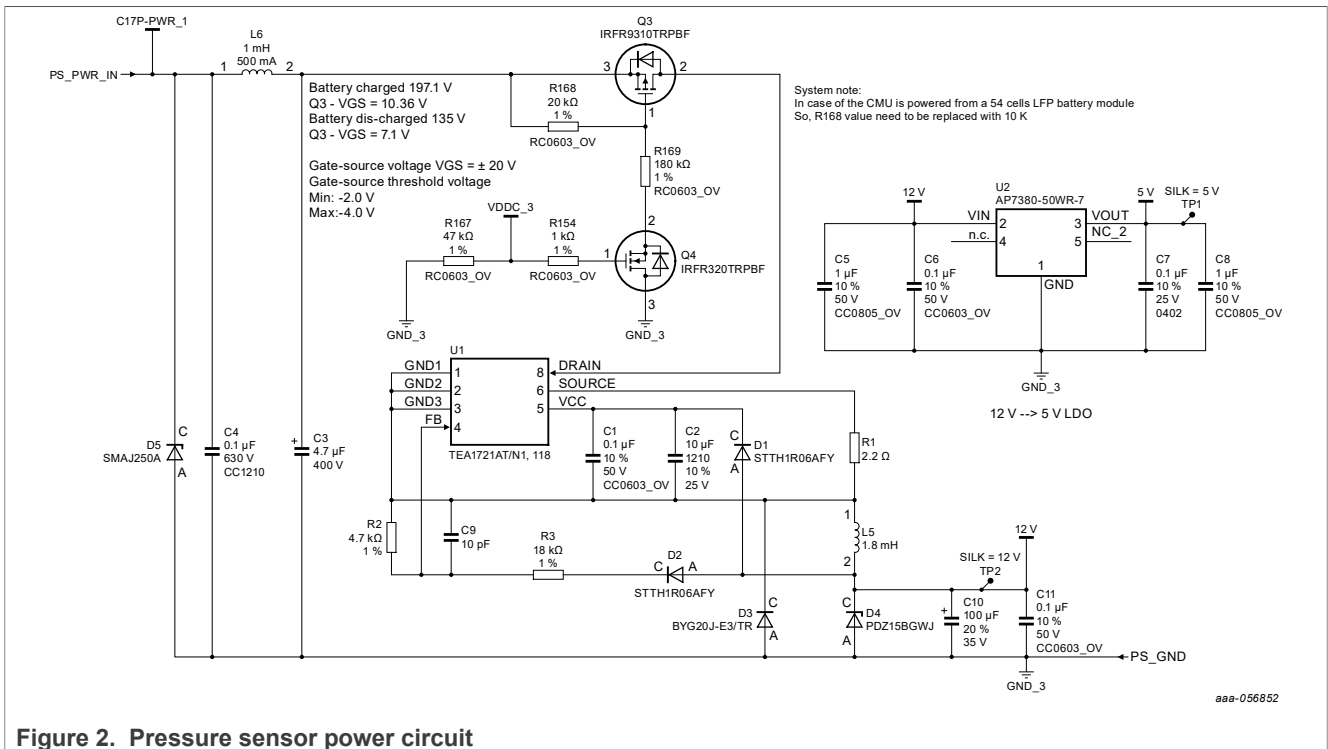 C17P-PWR_1
L6
1 mH
500 mA
PS_PWR_IN
1
2
Battery charged 197.1 V
Q3 - VGS = 10.36 V
Battery dis-charged 135 V
Q3 - VGS = 7.1 V
Gate-source voltage VGS = ± 20 V
Gate-source threshold voltage
Min: -2.0 V
Max:-4.0 V
Q3
IRFR9310TRPBF
3
2
1
R168
20 kΩ
1 %
RC0603_OV
R169
180 kΩ
1 %
RC0603_OV
System note:
In case of the CMU is powered from a 54 cells LFP battery module
So, R168 value need to be replaced with 10 K
VDDC_3
R167
47 kΩ
1 %
RC0603_OV
R154
1 kΩ
1 %
RC0603_OV
2
1
Q4
IRFR320TRPBF
3
GND_3
GND_3
12 V
U2
AP7380-50WR-7
5 V
SILK = 5 V
TP1
VIN
2
3
VOUT
n.c.
4
5
NC_2
1
GND
C5
1 µF
10 %
50 V
CC0805_OV
C6
0.1 µF
10 %
50 V
CC0603_OV
C7
0.1 µF
10 %
25 V
0402
C8
1 µF
10 %
50 V
CC0805_OV
GND_3
12 V --> 5 V LDO
U1
GND1
1
GND2
2
GND3
3
FB
4
8
DRAIN
6
SOURCE
5
VCC
TEA1721AT/N1, 118
D5
SMAJ250A
C
A
C4
0.1 µF
630 V
CC1210
+
C3
4.7 µF
400 V
C1
0.1 µF
10 %
50 V
CC0603_OV
C2
10 µF
1210
10 %
25 V
C
D1
STTH1R06AFY
A
R1
2.2 Ω
R2
4.7 kΩ
1 %
C9
10 pF
R3
18 kΩ
1 %
D2
C
A
STTH1R06AFY
1
L5
1.8 mH
2
12 V
SILK = 12 V
TP2
C
D3
BYG20J-E3/TR
A
C
D4
PDZ15BGWJ
A
+
C10
100 µF
20 %
35 V
C11
0.1 µF
10 %
50 V
CC0603_OV
PS_GND
GND_3
aaa-056852
Figure 2. Pressure sensor power circuit